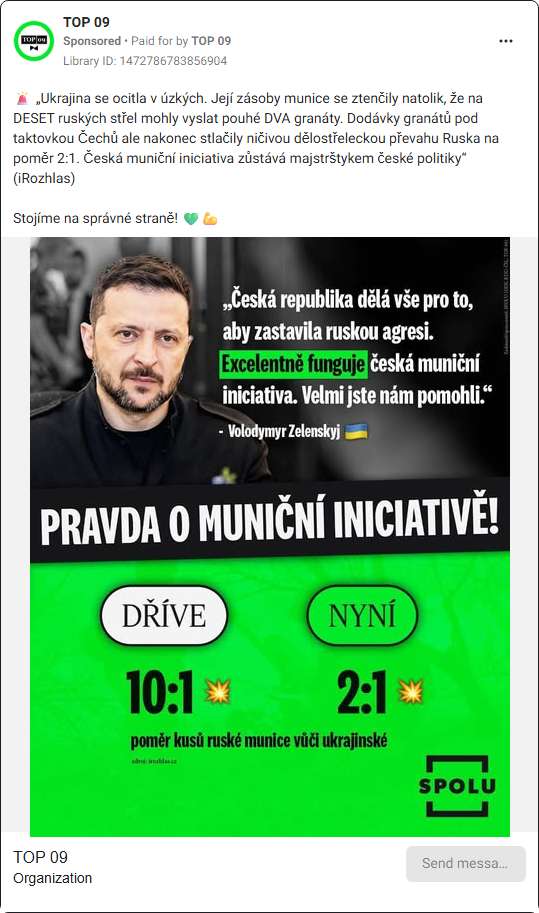 TOP 09
Sponsored • Paid for by TOP 09
Library ID: 1472786783856904
🚨 „Ukrajina se ocitla v úzkých. Její zásoby munice se ztenčily natolik, že na
DESET ruských střel mohly vyslat pouhé DVA granáty. Dodávky granátů pod
taktovkou Čechů ale nakonec stlačily ničivou dělostřeleckou převahu Ruska na
poměr 2:1. Česká muniční iniciativa zůstává majstrštykem české politiky“
(iRozhlas)
Stojíme na správné straně! 💚 💪
„Česká republika dělá vše pro to,
aby zastavila ruskou agresi.
Excelentně funguje česká muniční
iniciativa. Velmi jste nám pomohli.“
- Volodymyr Zelenskyj 🇺🇦
PRAVDA O MUNIČNÍ INICIATIVĚ!
DŘÍVE NYNÍ
10:1 💥 2:1 💥
poměr kusů ruské munice vůči ukrajinské
zdroj: irozhlas.cz
SPOLU
TOP 09
Organization
Send messa...